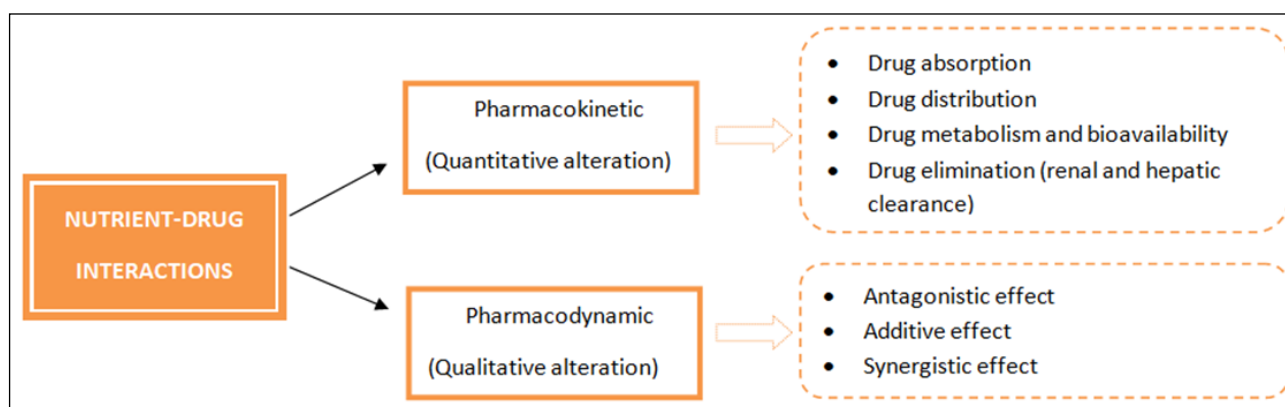 NUTRIENT-DRUG
INTERACTIONS
Pharmacokinetic
(Quantitative alteration)
• Drug absorption
• Drug distribution
• Drug metabolism and bioavailability
• Drug elimination (renal and hepatic
clearance)
Pharmacodynamic
(Qualitative alteration)
• Antagonistic effect
• Additive effect
• Synergistic effect